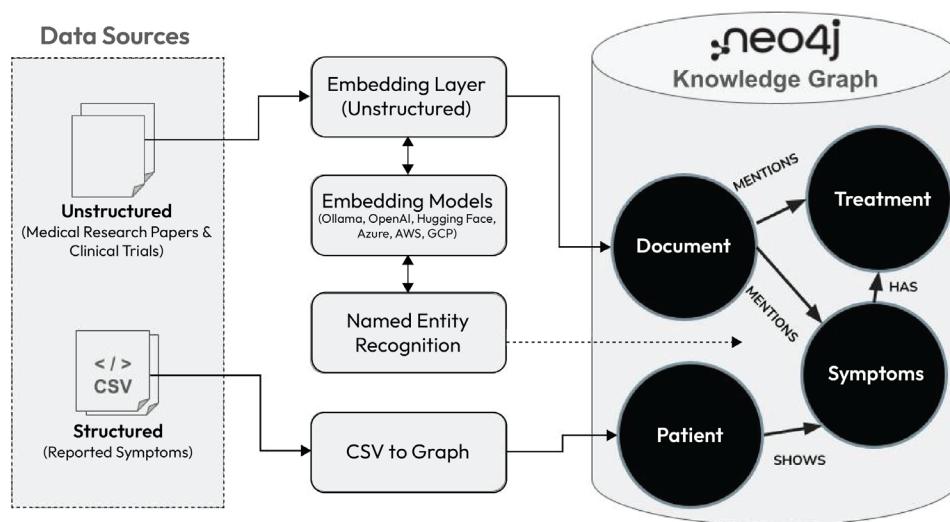 Data Sources
Unstructured
(Medical Research Papers &
Clinical Trials)
</>
CSV
Structured
(Reported Symptoms)
Embedding Layer
(Unstructured)
Embedding Models
(Ollama, OpenAI, Hugging Face,
Azure, AWS, GCP)
Named Entity
Recognition
CSV to Graph
neo4j
Knowledge Graph
MENTIONS
Treatment
Document
HAS
MENTIONS
Symptoms
Patient
SHOWS